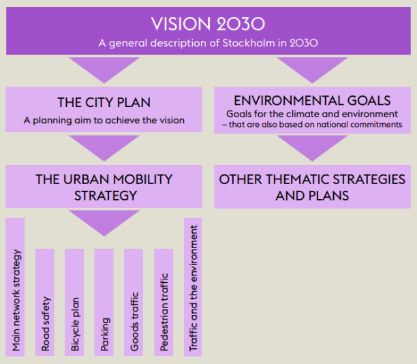 VISION 2030
A general description of Stockholm in 2030
THE CITY PLAN
A planning aim to achieve the vision
ENVIRONMENTAL GOALS
Goals for the climate and environment
– that are also based on national commitments
THE URBAN MOBILITY
STRATEGY
OTHER THEMATIC STRATEGIES
AND PLANS
Main network strategy
Road safety
Bicycle plan
Parking
Goods traffic
Pedestrian traffic
Traffic and the environment